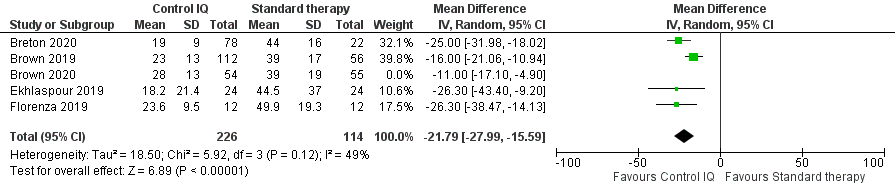 Control IQ Standard therapy Mean Difference Mean Difference
Study or Subgroup Mean SD Total Mean SD Total Weight IV, Random, 95% CI IV, Random, 95% CI
Breton 2020 19 9 78 44 16 22 32.1% -25.00 [-31.98, -18.02]
Brown 2019 23 13 112 39 17 56 39.8% -16.00 [-21.06, -10.94]
Brown 2020 28 13 54 39 19 55 0.0% -11.00 [-17.10, -4.90]
Ekhlaspour 2019 18.2 21.4 24 44.5 37 24 10.6% -26.30 [-43.40, -9.20]
Florenza 2019 23.6 9.5 12 49.9 19.3 12 17.5% -26.30 [-38.47, -14.13]
Total (95% CI) 226 114 100.0% -21.79 [-27.99, -15.59]
Heterogeneity: Tau² = 18.50; Chi² = 5.92, df = 3 (P = 0.12); I² = 49%
Test for overall effect: Z = 6.89 (P < 0.00001)
-100 -50 0 50 100
Favours Control IQ Favours Standard therapy